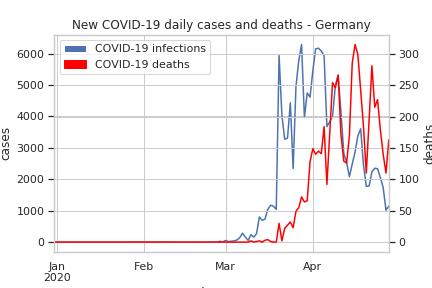 New COVID-19 daily cases and deaths - Germany
COVID-19 infections
COVID-19 deaths
6000
5000
4000
3000
2000
1000
0
cases
300
250
200
150
100
50
0
deaths
Jan
2020
Feb
Mar
Apr